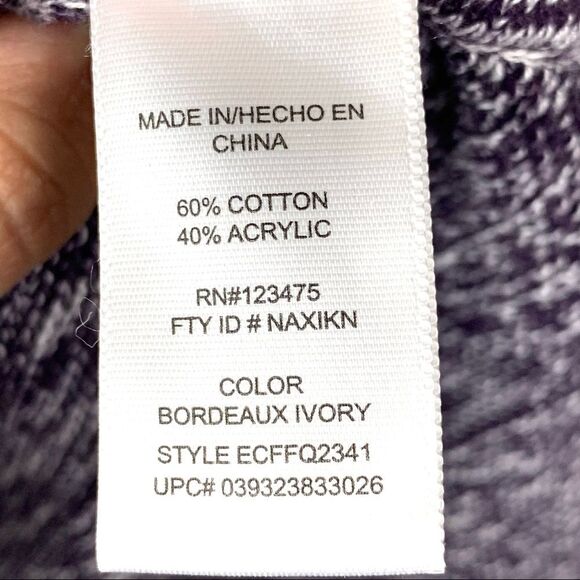 MADE IN/HECHO EN
CHINA
60% COTTON
40% ACRYLIC
RN#123475
FTY ID # NAXIKN
COLOR
BORDEAUX IVORY
STYLE ECFFQ2341
UPC# 039323833026